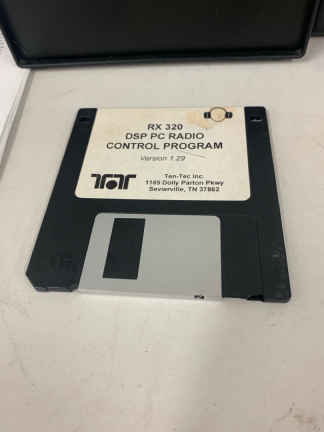 RX 320
DSP PC RADIO
CONTROL PROGRAM
Version 1.29
Ten-Tec Inc.
1185 Dolly Parton Pkwy
Sevierville, TN 37862